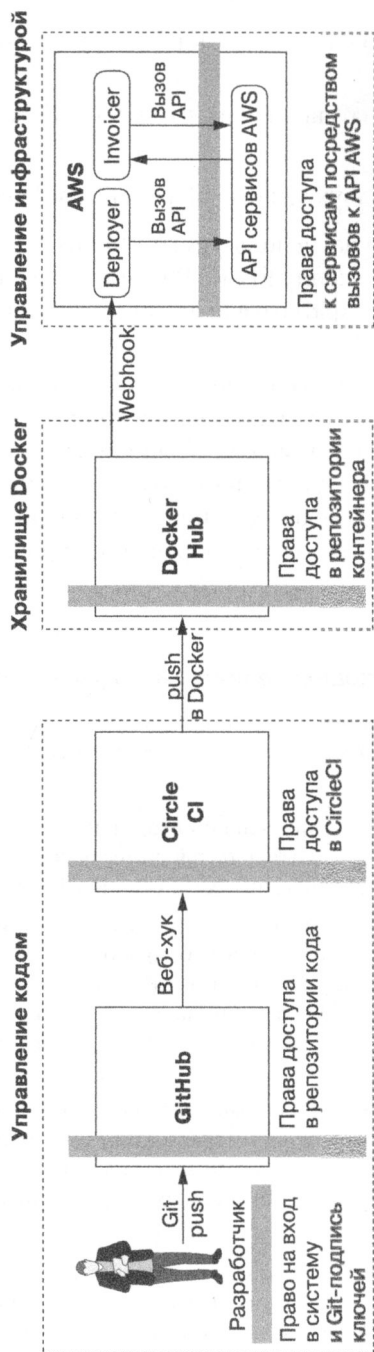 Управление кодом
Git
push
Разработчик
Право на вход
в систему
и Git-подпись
ключей
GitHub
Права доступа
в репозитории кода
Веб-хук
Circle
CI
Права
доступа
в CircleCI
push
в Docker
Хранилище Docker
Docker
Hub
Права
доступа
в репозитории
контейнера
Webhook
Управление инфраструктурой
AWS
Deployer
Invoicer
Вызов
API
Вызов
API
API сервисов AWS
Права доступа
к сервисам посредством
вызовов к API AWS